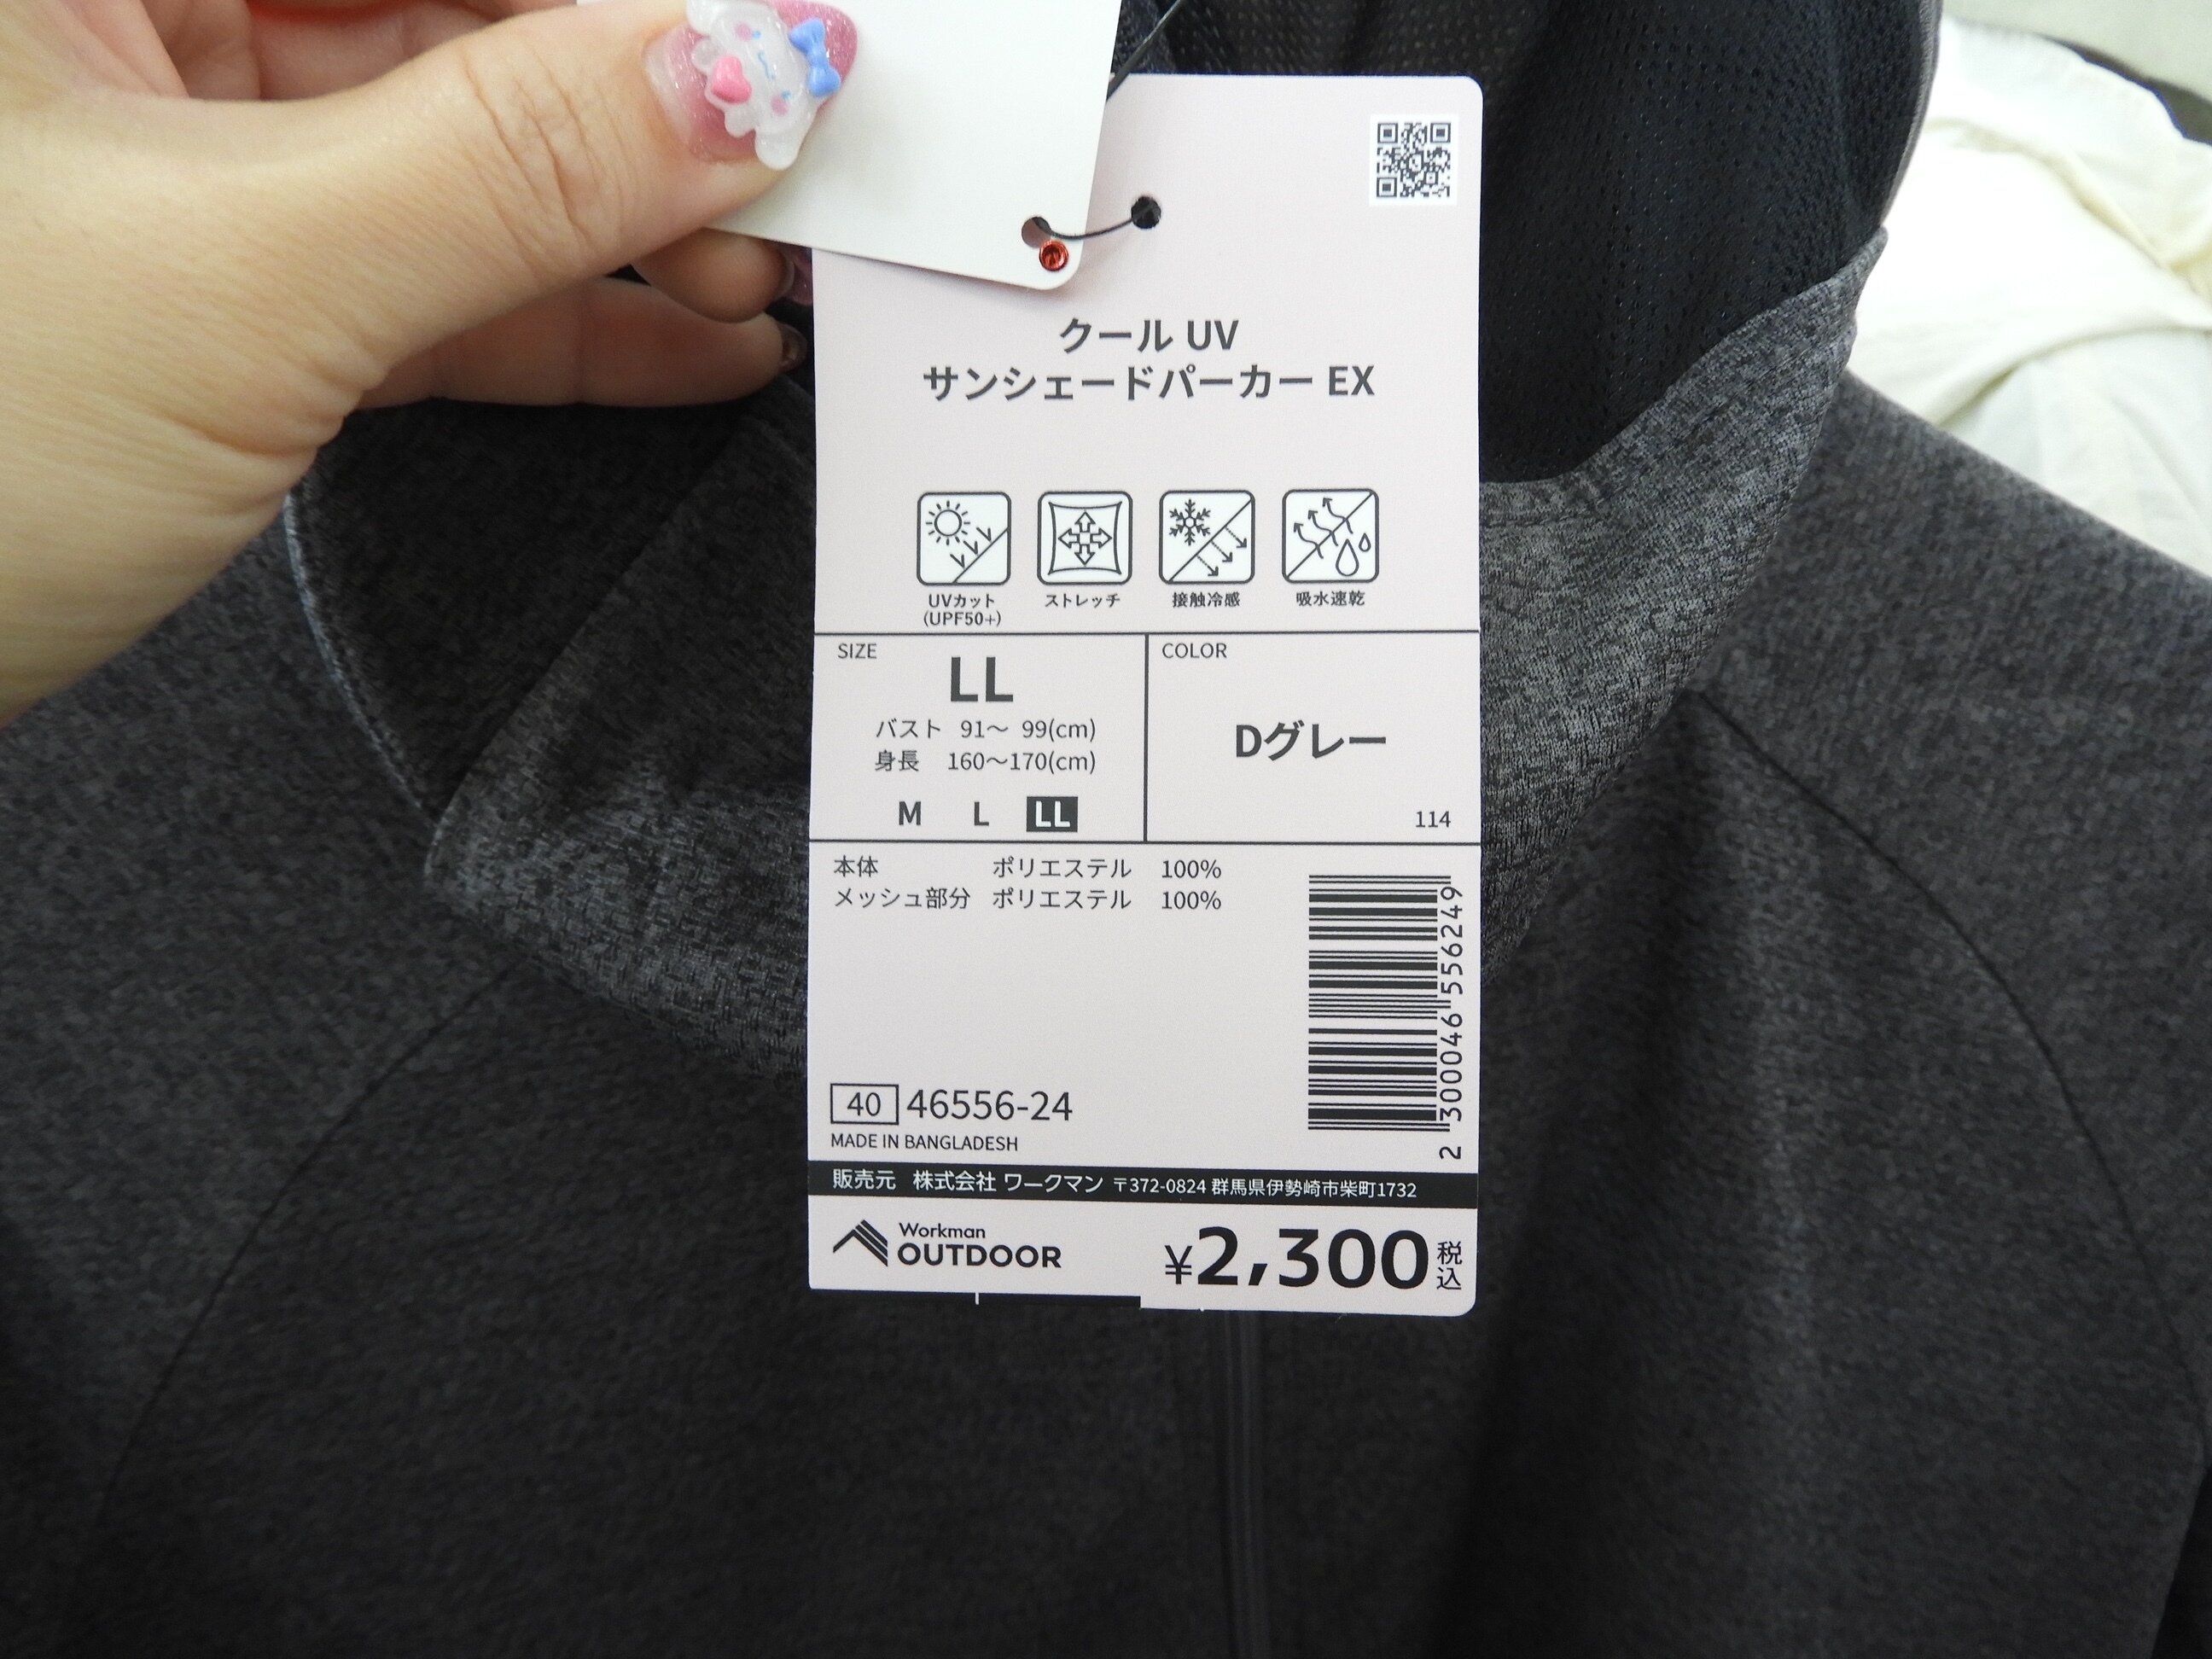 クール UV
サンシェードパーカー EX
UVカット
(UPF50+)
ストレッチ
接触冷感
吸水速乾
SIZE
LL
バスト 91～ 99(cm)
身長 160～170(cm)
M L LL
COLOR
Dグレー
114
本体 ポリエステル 100%
メッシュ部分 ポリエステル 100%
2 300046 556249
40 46556-24
MADE IN BANGLADESH
販売元 株式会社 ワークマン 〒372-0824 群馬県伊勢崎市柴町1732
Workman
OUTDOOR
¥2,300 税込